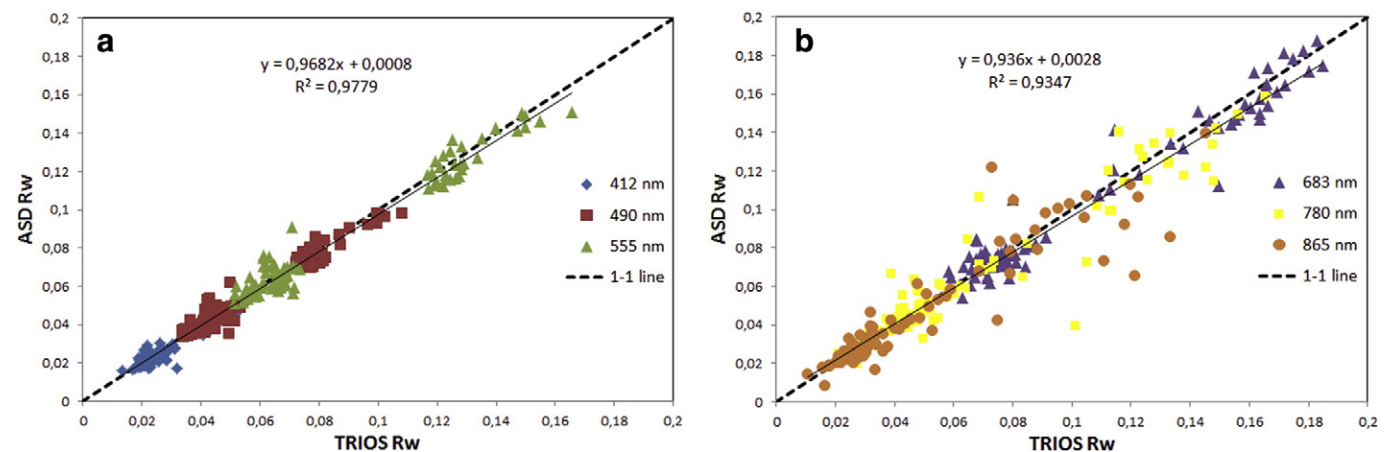 a
y = 0,9682x + 0,0008
R² = 0,9779
ASD Rw
0,2
0,18
0,16
0,14
0,12
0,1
0,08
0,06
0,04
0,02
0
0
0,02
0,04
0,06
0,08
0,1
0,12
0,14
0,16
0,18
0,2
TRIOS Rw
412 nm
490 nm
555 nm
1-1 line
b
y = 0,936x + 0,0028
R² = 0,9347
ASD Rw
0,2
0,18
0,16
0,14
0,12
0,1
0,08
0,06
0,04
0,02
0
0
0,02
0,04
0,06
0,08
0,1
0,12
0,14
0,16
0,18
0,2
TRIOS Rw
683 nm
780 nm
865 nm
1-1 line